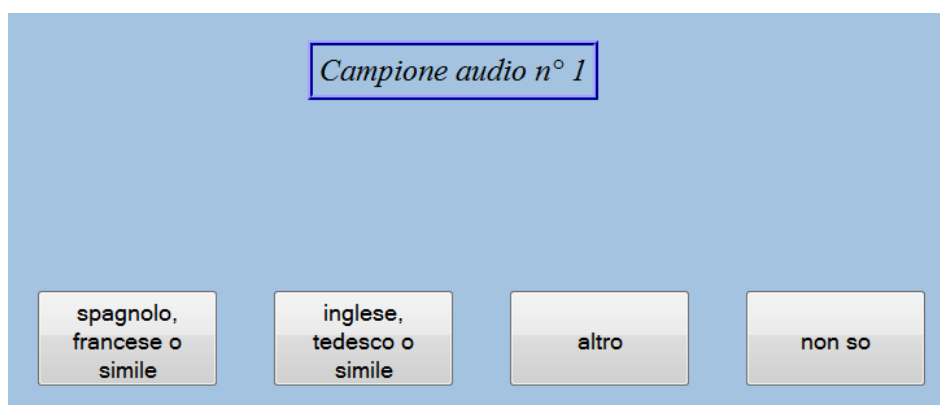 Campione audio n° 1
spagnolo,
francese o
simile
inglese,
tedesco o
simile
altro
non so